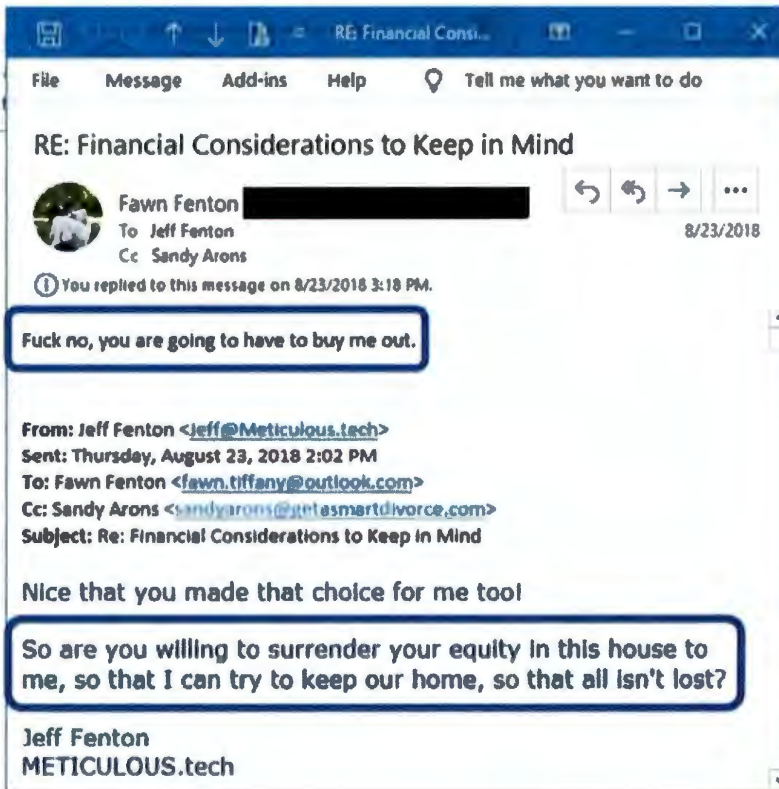 RE: Financial Consi...
File Message Add-ins Help Tell me what you want to do
RE: Financial Considerations to Keep in Mind
Fawn Fenton
To Jeff Fenton
Cc Sandy Arons
8/23/2018
You replied to this message on 8/23/2018 3:18 PM.
Fuck no, you are going to have to buy me out.
From: Jeff Fenton <Jeff@Meticulous.tech>
Sent: Thursday, August 23, 2018 2:02 PM
To: Fawn Fenton <fawn.tiffany@outlook.com>
Cc: Sandy Arons <sandyarons@getasmartdivorce.com>
Subject: Re: Financial Considerations to Keep in Mind
Nice that you made that choice for me too!
So are you willing to surrender your equity in this house to
me, so that I can try to keep our home, so that all isn't lost?
Jeff Fenton
METICULOUS.tech